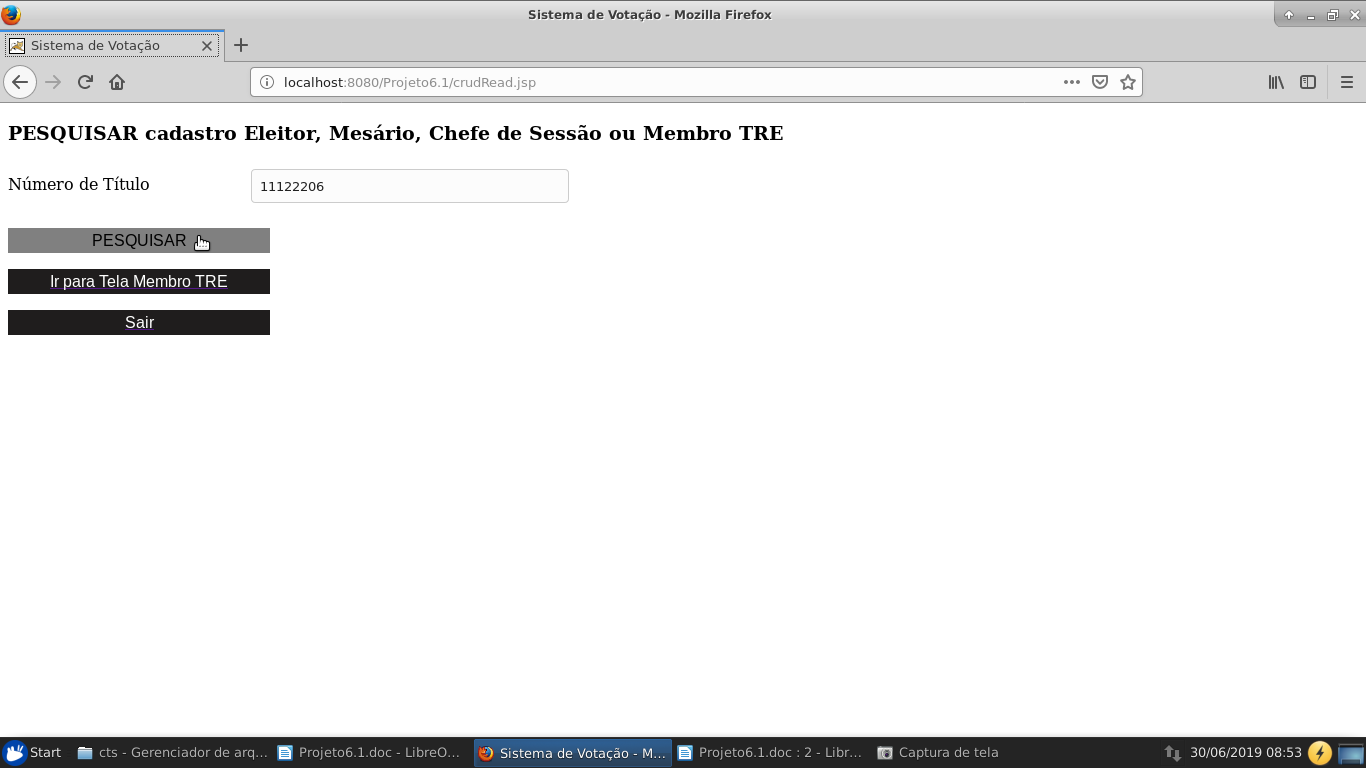 Sistema de Votação - Mozilla Firefox
Sistema de Votação
localhost:8080/Projeto6.1/crudRead.jsp
PESQUISAR cadastro Eleitor, Mesário, Chefe de Sessão ou Membro TRE
Número de Título 11122206
PESQUISAR
Ir para Tela Membro TRE
Sair
Start cts - Gerenciador de arq... Projeto6.1.doc - LibreO... Sistema de Votação - M... Projeto6.1.doc : 2 - Libr... Captura de tela 30/06/2019 08:53